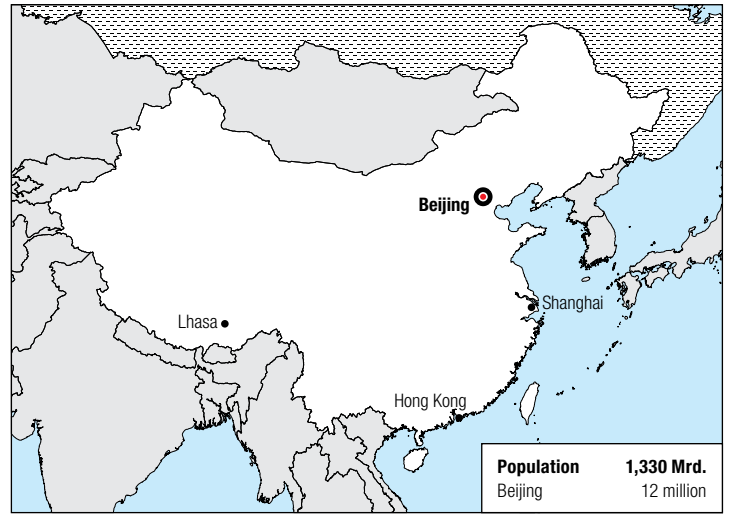 Beijing
Shanghai
Lhasa
Hong Kong
Population 1,330 Mrd.
Beijing 12 million